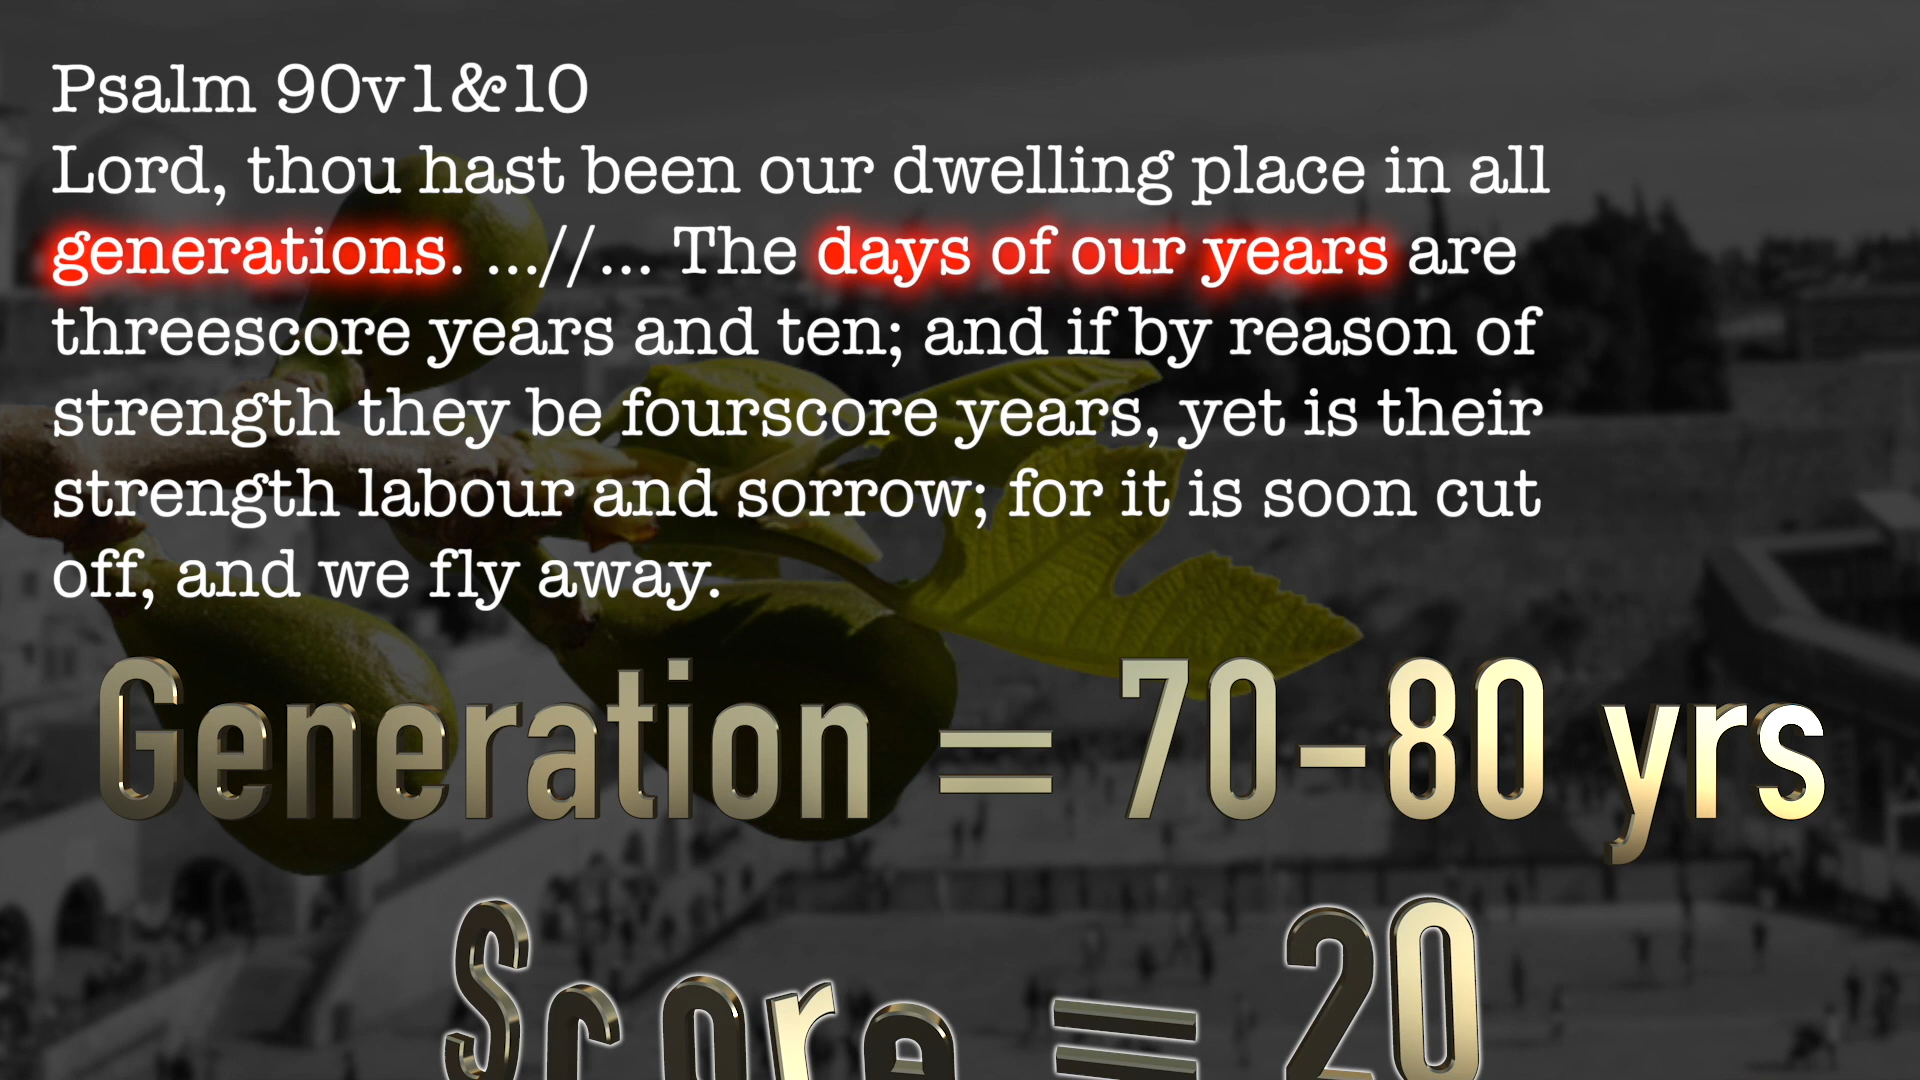 Psalm 90v1&10
Lord, thou hast been our dwelling place in all
generations. ...//... The days of our years are
threescore years and ten; and if by reason of
strength they be fourscore years, yet is their
strength labour and sorrow; for it is soon cut
off, and we fly away.
Generation = 70-80 yrs
Score = 20